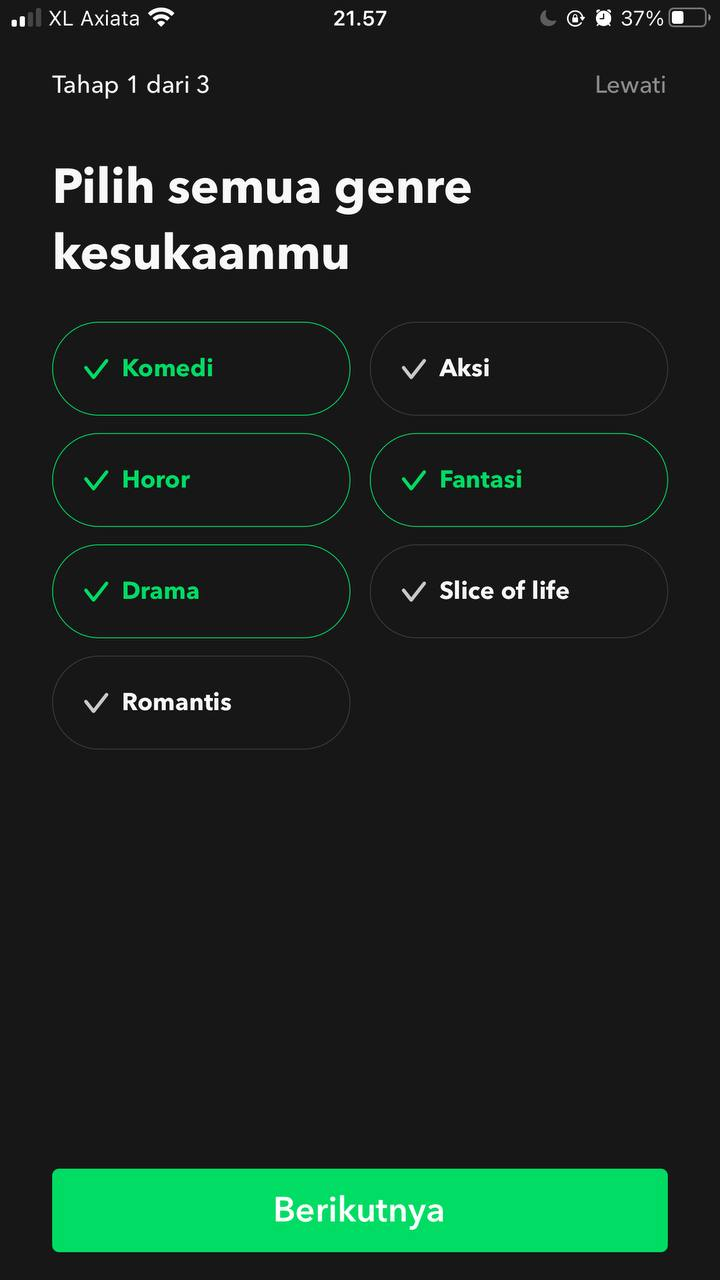 XL Axiata 21.57 37%
Tahap 1 dari 3 Lewati
Pilih semua genre
kesukaanmu
Komedi Aksi
Horor Fantasi
Drama Slice of life
Romantis
Berikutnya